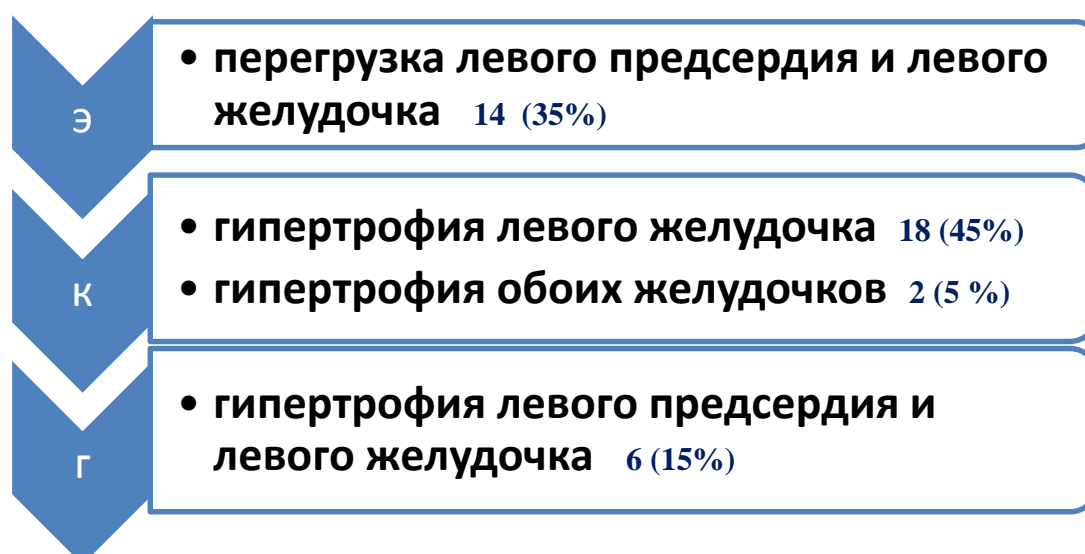 Э
• перегрузка левого предсердия и левого
желудочка 14 (35%)
К
• гипертрофия левого желудочка 18 (45%)
• гипертрофия обоих желудочков 2 (5 %)
Г
• гипертрофия левого предсердия и
левого желудочка 6 (15%)